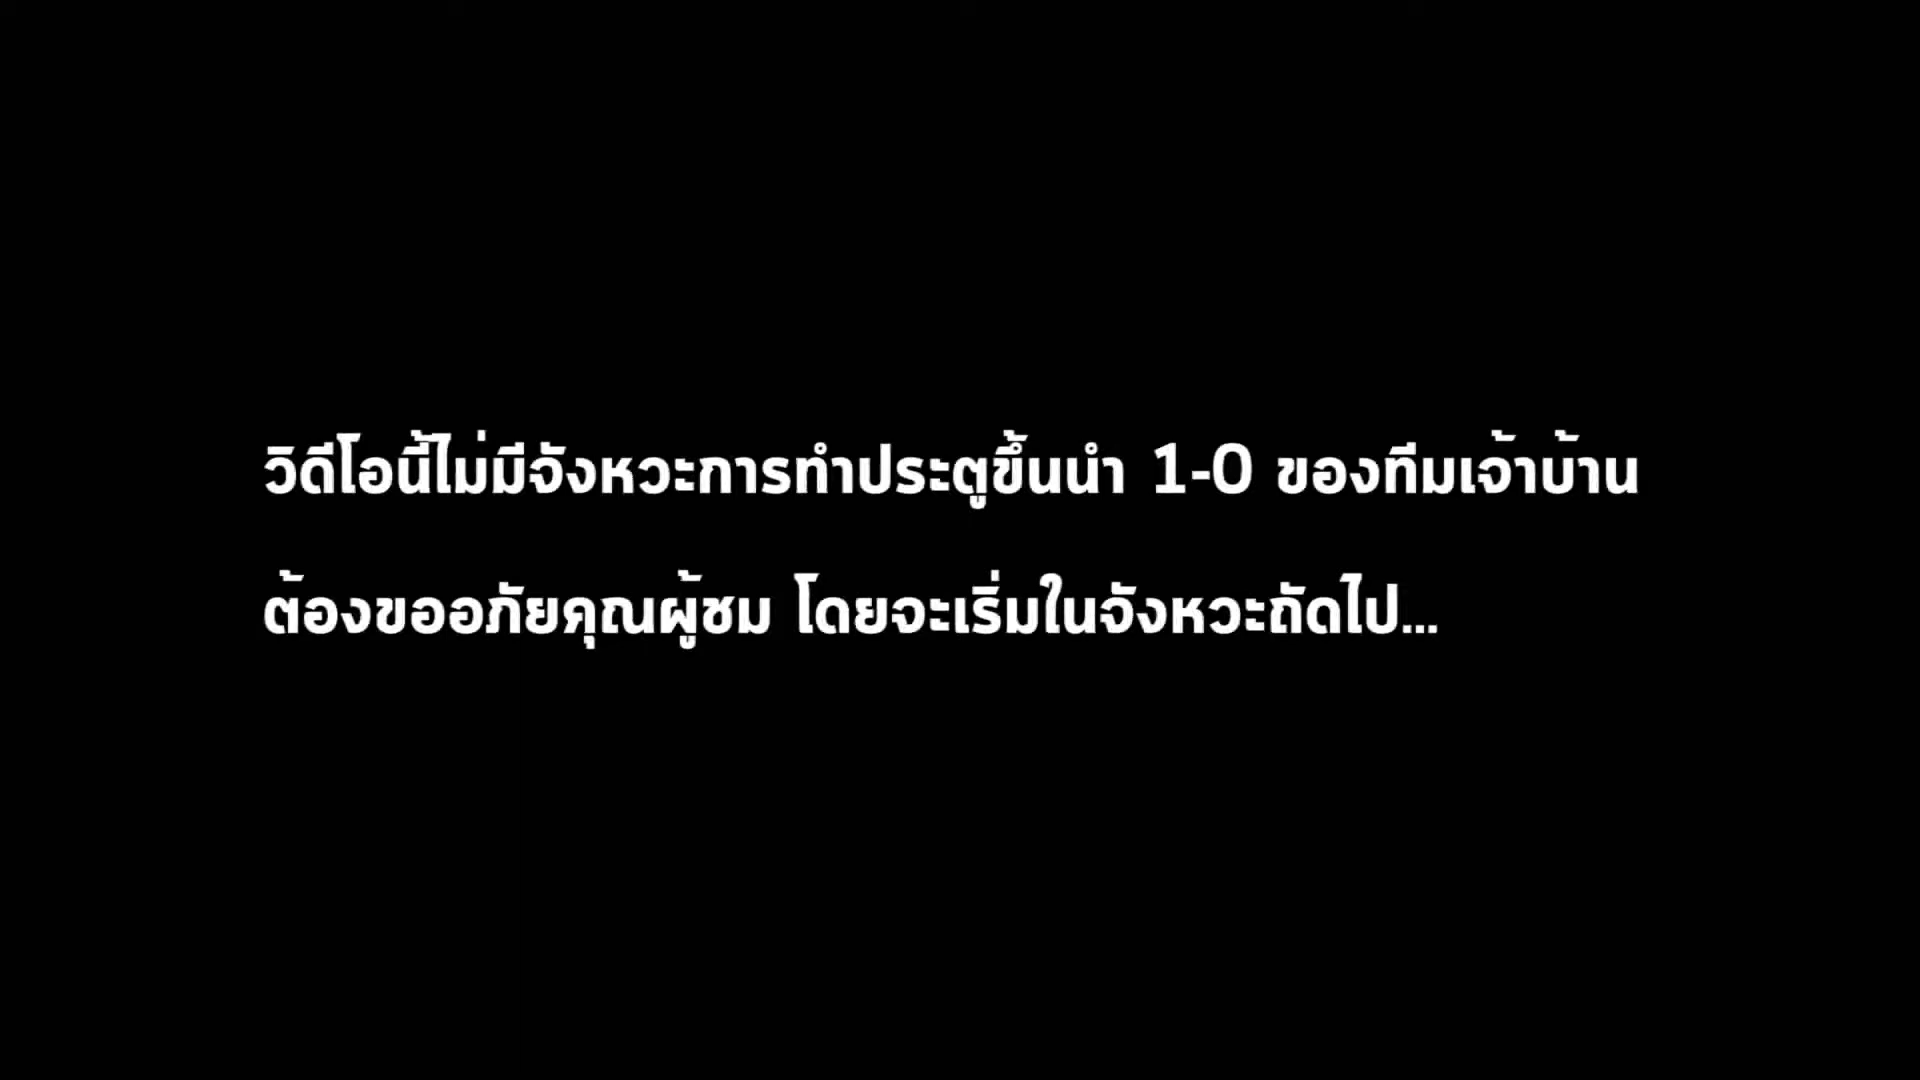 วิดีโอนี้ไม่มีจังหวะการทำประตูขึ้นนำ 1-0 ของทีมเจ้าบ้าน
ต้องขออภัยคุณผู้ชม โดยจะเริ่มในจังหวะถัดไป...